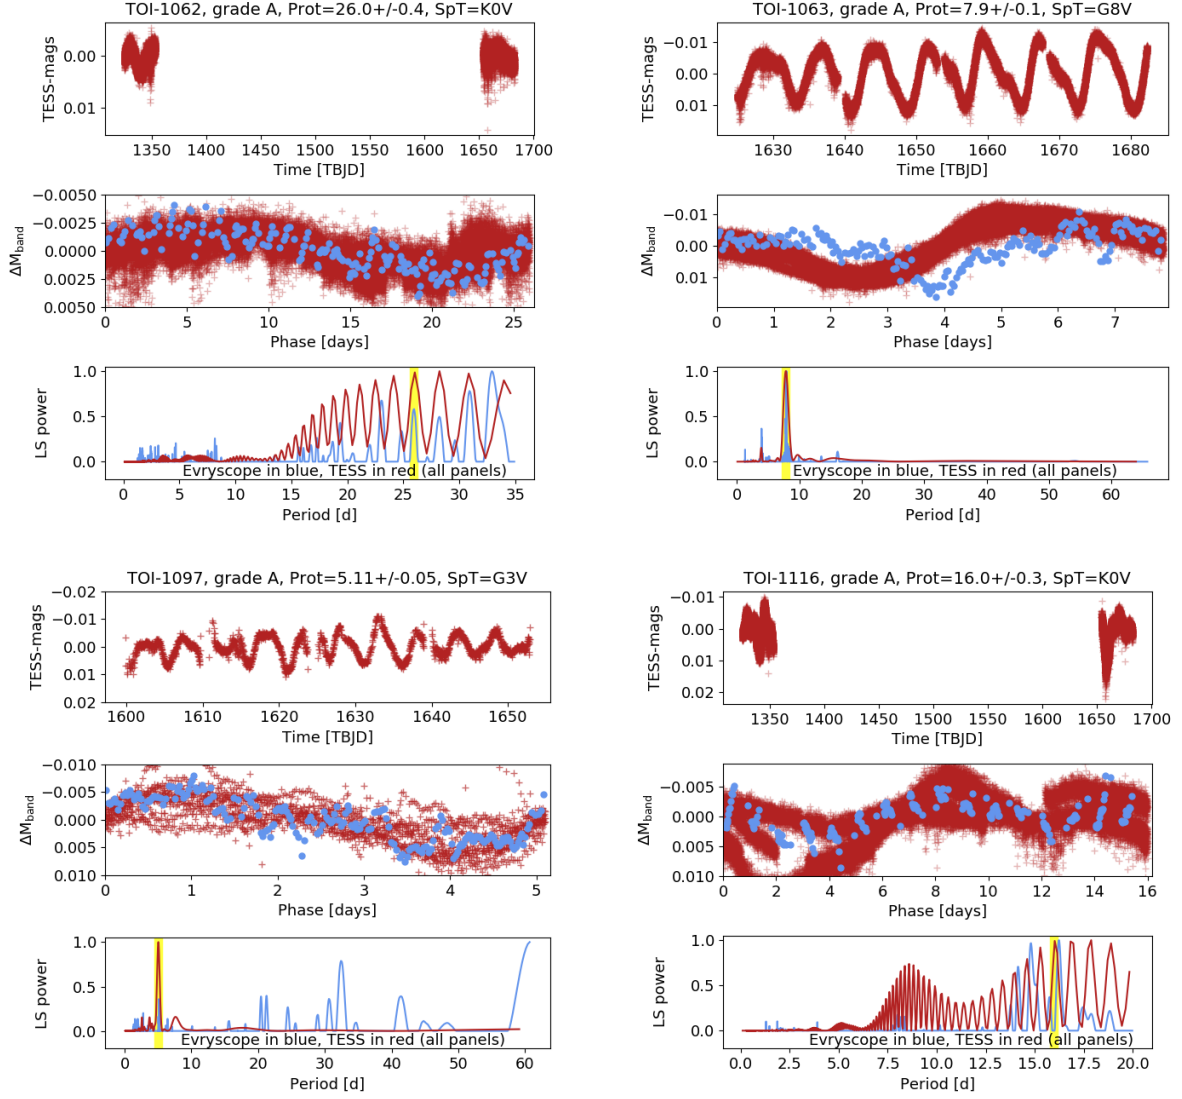 TOI-1062, grade A, Prot=26.0+/-0.4, SpT=K0V
TESS-mags
0.00
0.01
1350 1400 1450 1500 1550 1600 1650 1700
Time [TBJD]
ΔM_band
−0.0050
−0.0025
0.0000
0.0025
0.0050
0 5 10 15 20 25
Phase [days]
LS power
1.0
0.5
0.0
Evryscope in blue, TESS in red (all panels)
0 5 10 15 20 25 30 35
Period [d]
TOI-1063, grade A, Prot=7.9+/-0.1, SpT=G8V
TESS-mags
−0.01
0.00
0.01
1630 1640 1650 1660 1670 1680
Time [TBJD]
ΔM_band
−0.01
0.00
0.01
0 1 2 3 4 5 6 7
Phase [days]
LS power
1.0
0.5
0.0
Evryscope in blue, TESS in red (all panels)
0 10 20 30 40 50 60
Period [d]
TOI-1097, grade A, Prot=5.11+/-0.05, SpT=G3V
TESS-mags
−0.02
−0.01
0.00
0.01
0.02
1600 1610 1620 1630 1640 1650
Time [TBJD]
ΔM_band
−0.010
−0.005
0.000
0.005
0.010
0 1 2 3 4 5
Phase [days]
LS power
1.0
0.5
0.0
Evryscope in blue, TESS in red (all panels)
0 10 20 30 40 50 60
Period [d]
TOI-1116, grade A, Prot=16.0+/-0.3, SpT=K0V
TESS-mags
−0.01
0.00
0.01
0.02
1350 1400 1450 1500 1550 1600 1650 1700
Time [TBJD]
ΔM_band
−0.005
0.000
0.005
0.010
0 2 4 6 8 10 12 14 16
Phase [days]
LS power
1.0
0.5
0.0
Evryscope in blue, TESS in red (all panels)
0.0 2.5 5.0 7.5 10.0 12.5 15.0 17.5 20.0
Period [d]